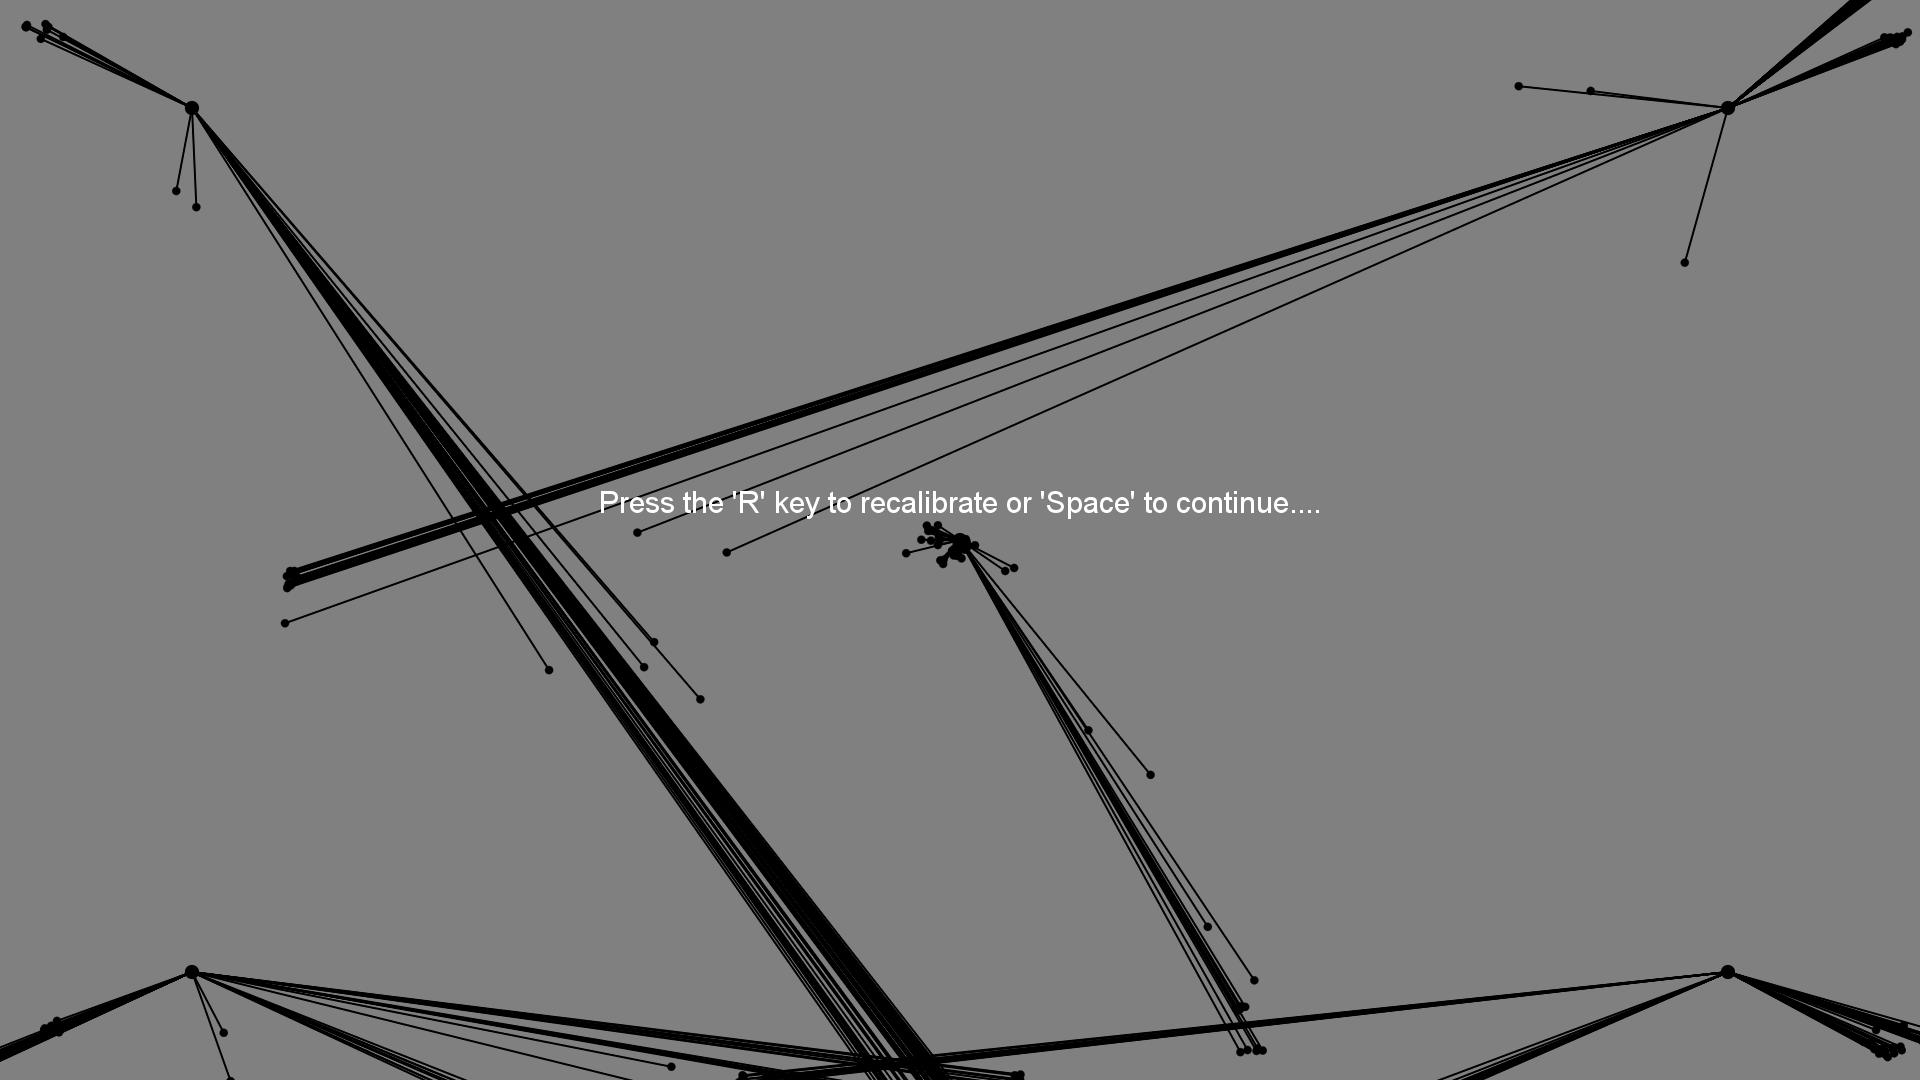 Press the 'R' key to recalibrate or 'Space' to continue....